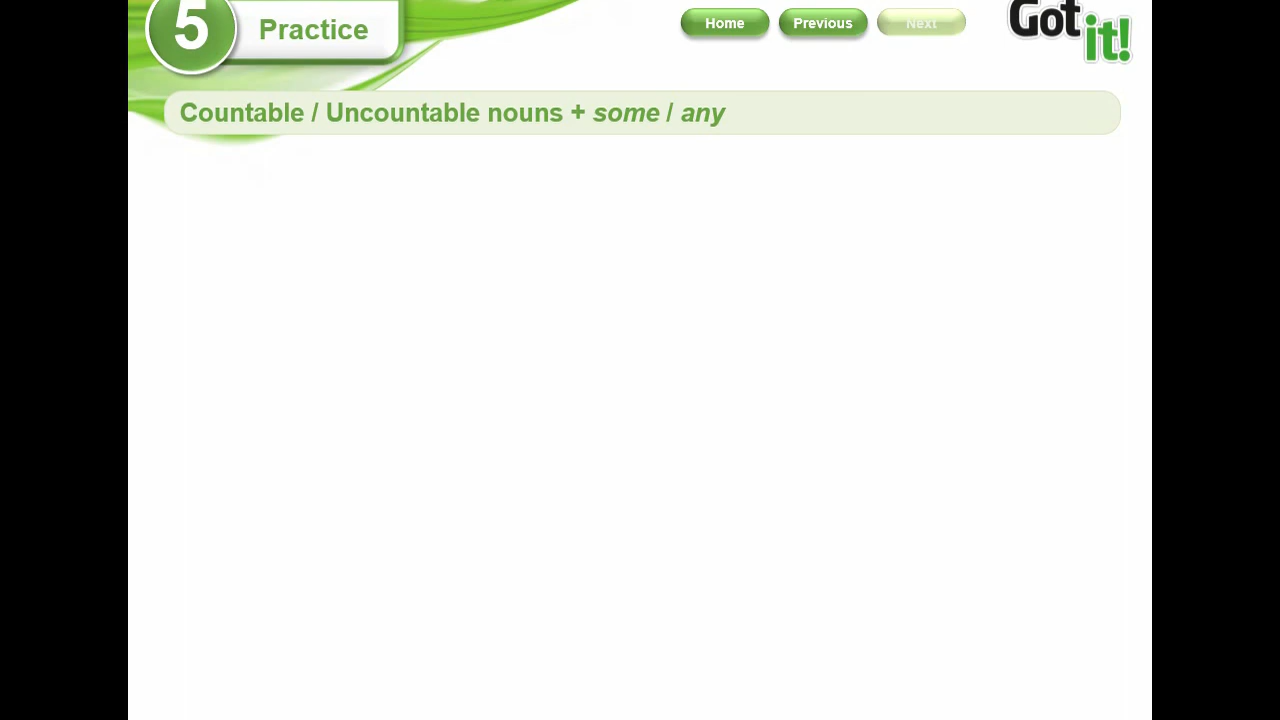 5 Practice
Home Previous Next
Got it!
Countable / Uncountable nouns + some / any